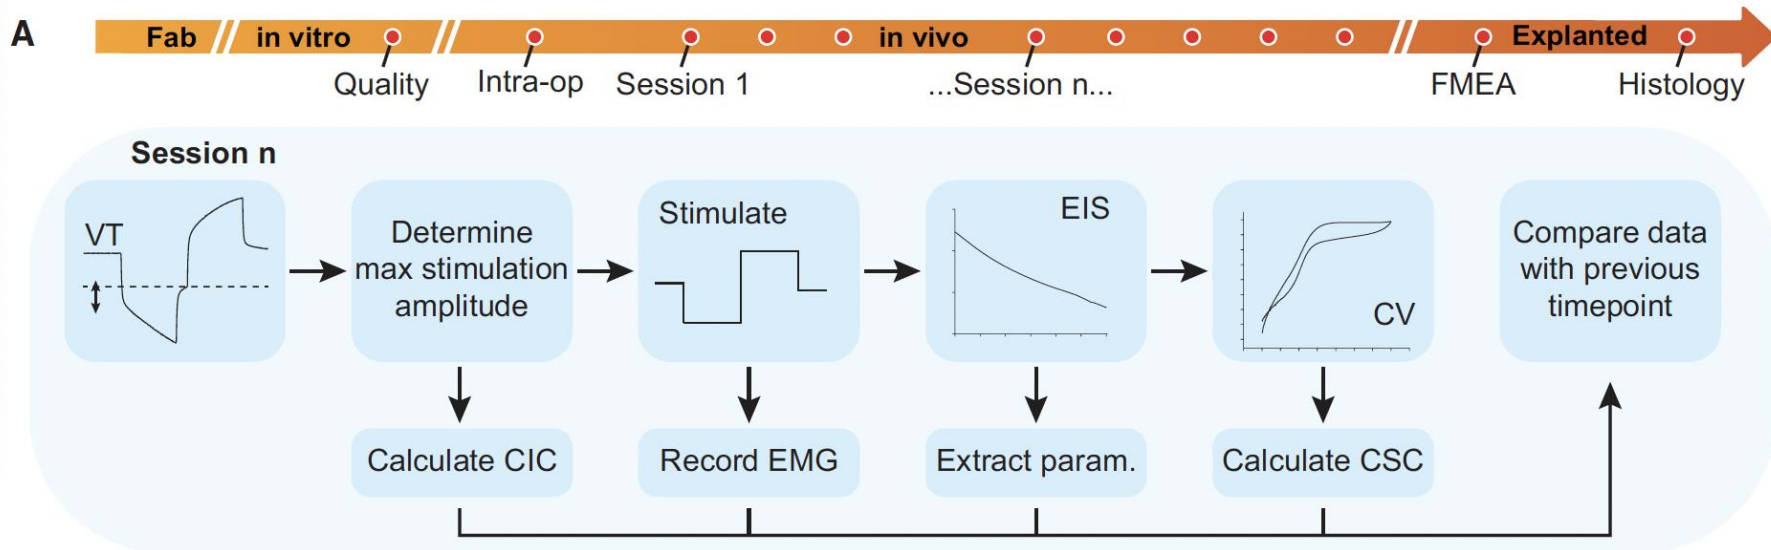 A
Fab
in vitro
in vivo
Explanted
Quality
Intra-op
Session 1
...Session n...
FMEA
Histology
Session n
VT
Determine
max stimulation
amplitude
Stimulate
EIS
CV
Compare data
with previous
timepoint
Calculate CIC
Record EMG
Extract param.
Calculate CSC